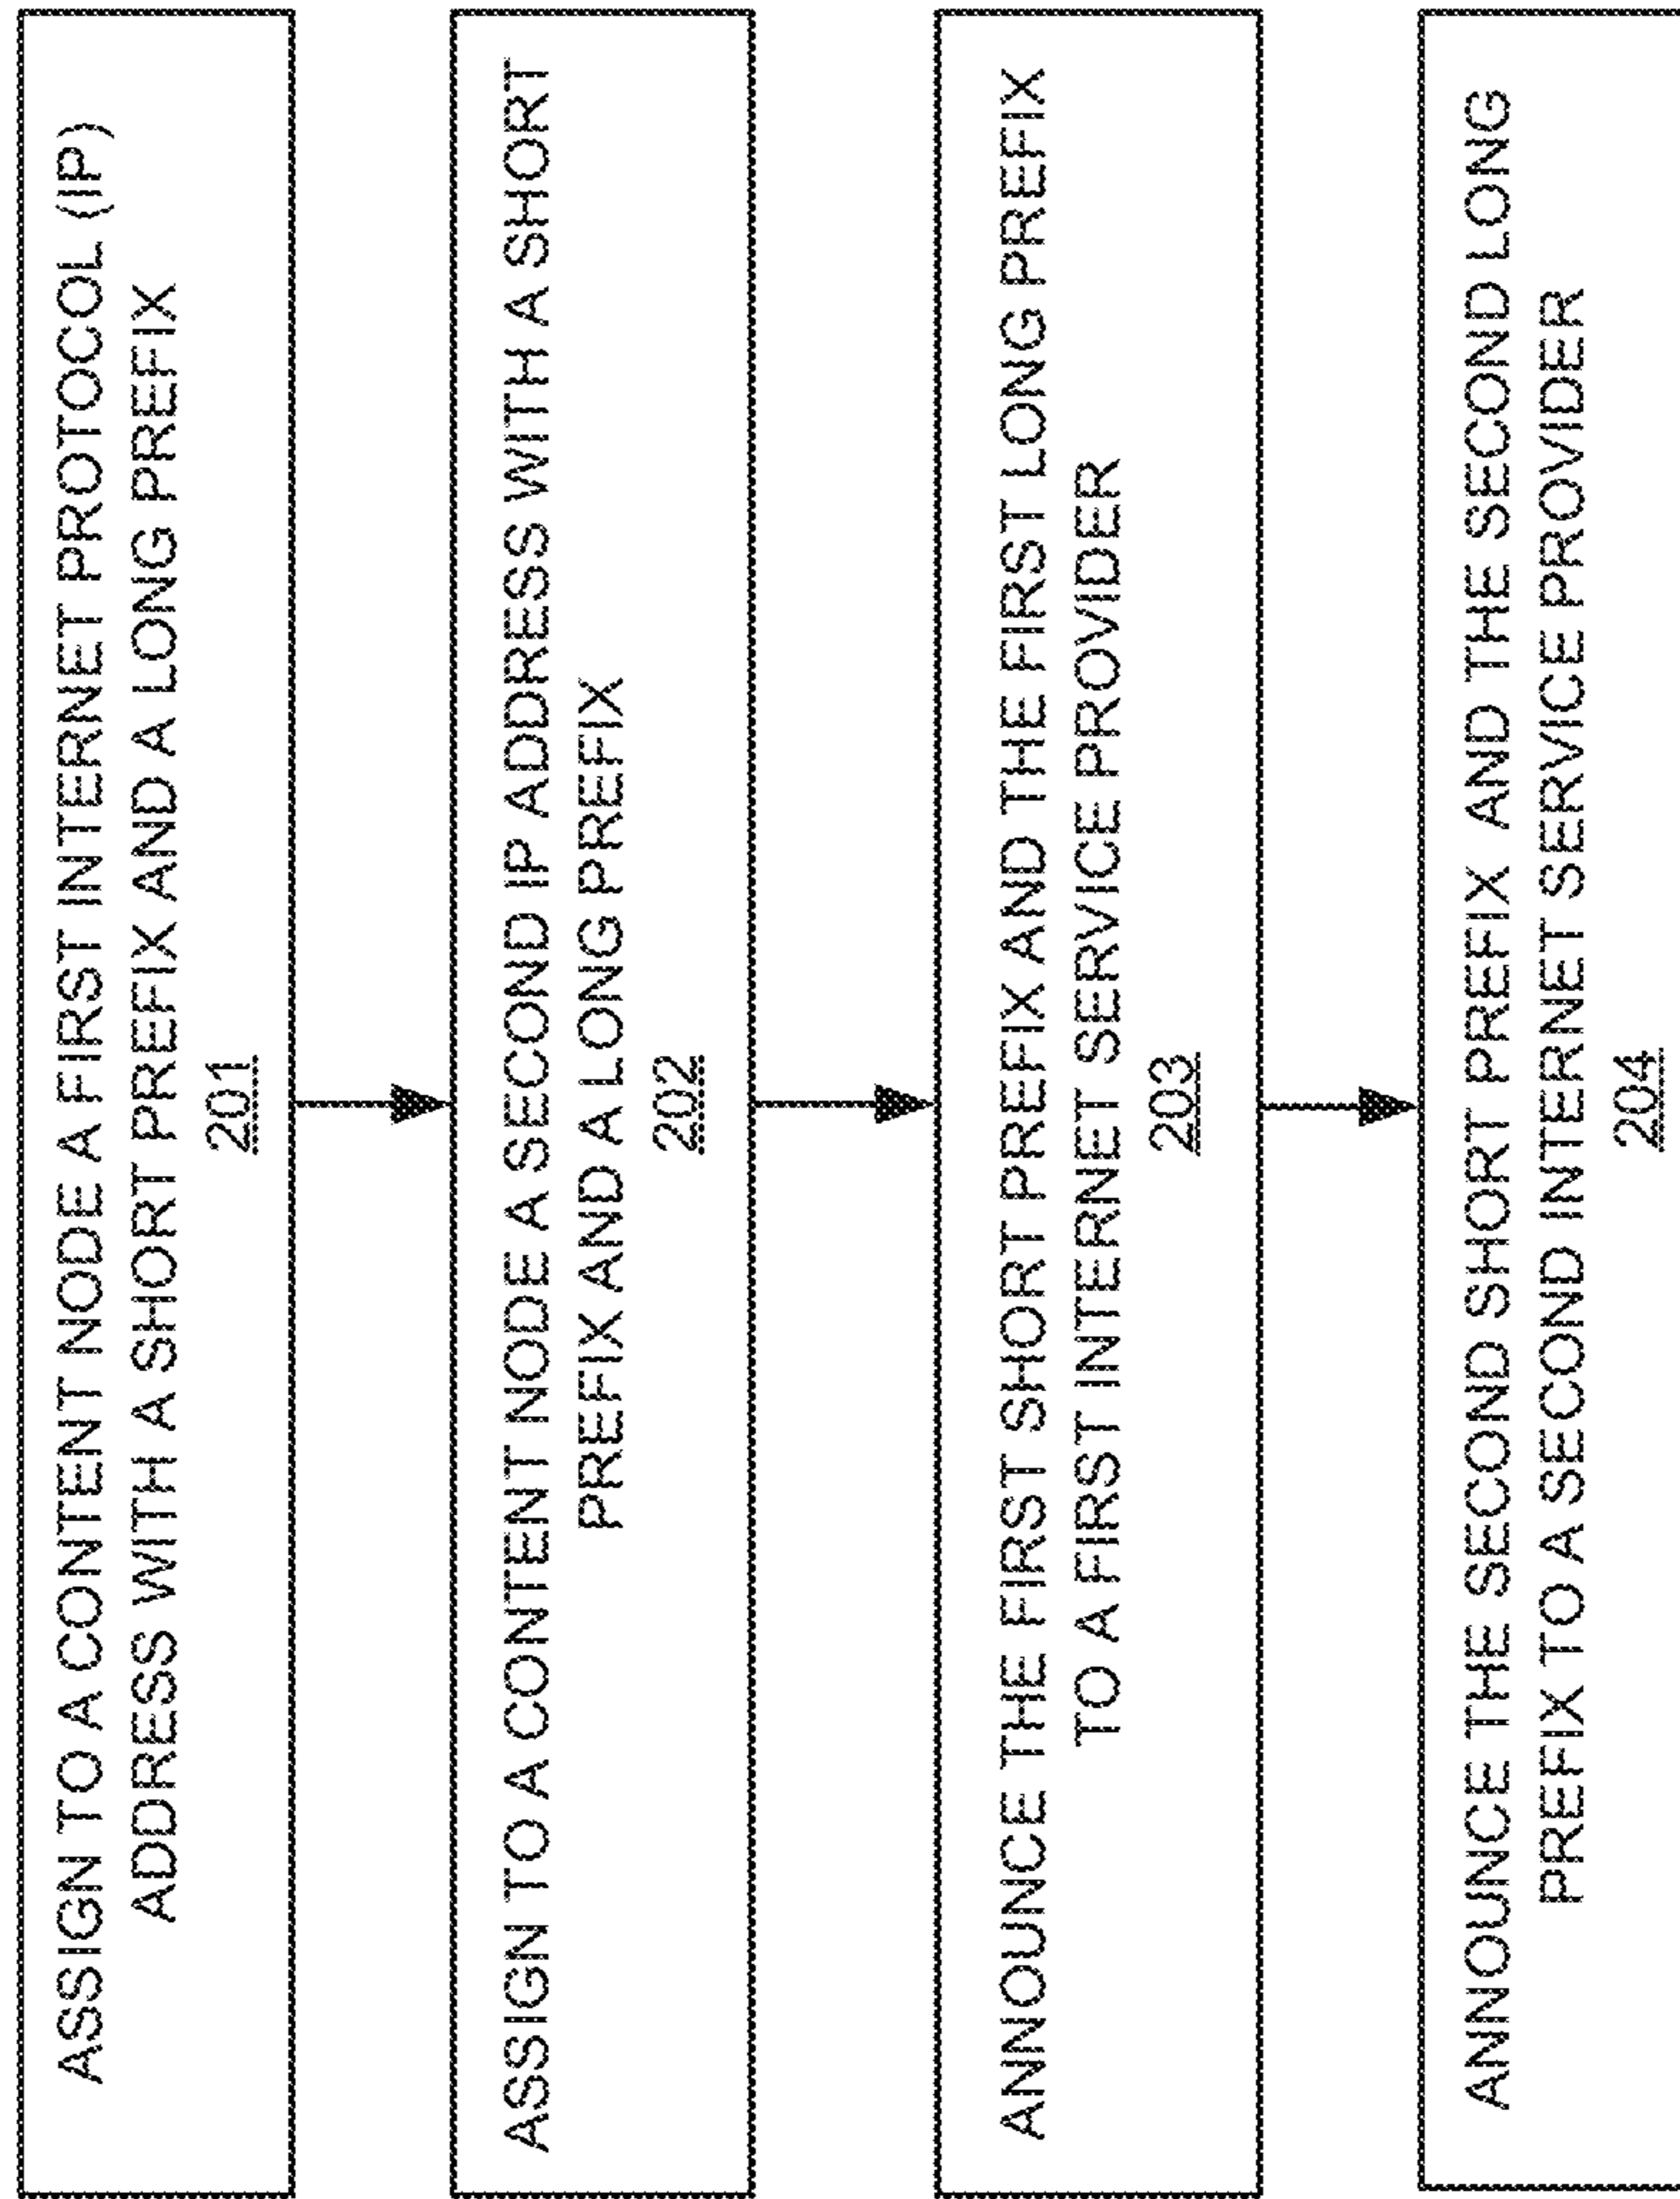 ASSIGN TO A CONTENT NODE A FIRST INTERNET PROTOCOL (IP)
ADDRESS WITH A SHORT PREFIX AND A LONG PREFIX
201
ASSIGN TO A CONTENT NODE A SECOND IP ADDRESS WITH A SHORT
PREFIX AND A LONG PREFIX
202
ANNOUNCE THE FIRST SHORT PREFIX AND THE FIRST LONG PREFIX
TO A FIRST INTERNET SERVICE PROVIDER
203
ANNOUNCE THE SECOND SHORT PREFIX AND THE SECOND LONG
PREFIX TO A SECOND INTERNET SERVICE PROVIDER
204